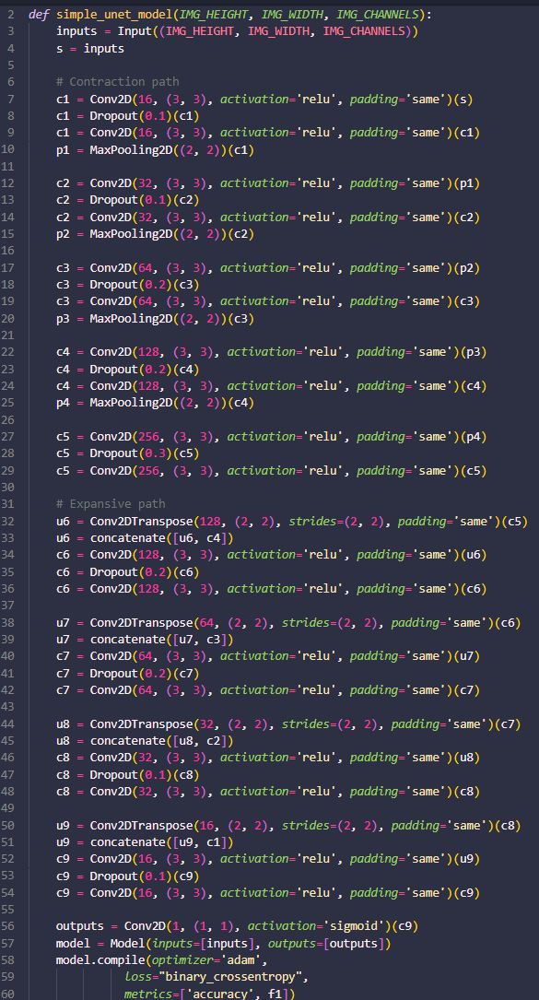 2 def simple_unet_model(IMG_HEIGHT, IMG_WIDTH, IMG_CHANNELS):
3     inputs = Input((IMG_HEIGHT, IMG_WIDTH, IMG_CHANNELS))
4     s = inputs
5
6     # Contraction path
7     c1 = Conv2D(16, (3, 3), activation='relu', padding='same')(s)
8     c1 = Dropout(0.1)(c1)
9     c1 = Conv2D(16, (3, 3), activation='relu', padding='same')(c1)
10     p1 = MaxPooling2D((2, 2))(c1)
11
12     c2 = Conv2D(32, (3, 3), activation='relu', padding='same')(p1)
13     c2 = Dropout(0.1)(c2)
14     c2 = Conv2D(32, (3, 3), activation='relu', padding='same')(c2)
15     p2 = MaxPooling2D((2, 2))(c2)
16
17     c3 = Conv2D(64, (3, 3), activation='relu', padding='same')(p2)
18     c3 = Dropout(0.2)(c3)
19     c3 = Conv2D(64, (3, 3), activation='relu', padding='same')(c3)
20     p3 = MaxPooling2D((2, 2))(c3)
21
22     c4 = Conv2D(128, (3, 3), activation='relu', padding='same')(p3)
23     c4 = Dropout(0.2)(c4)
24     c4 = Conv2D(128, (3, 3), activation='relu', padding='same')(c4)
25     p4 = MaxPooling2D((2, 2))(c4)
26
27     c5 = Conv2D(256, (3, 3), activation='relu', padding='same')(p4)
28     c5 = Dropout(0.3)(c5)
29     c5 = Conv2D(256, (3, 3), activation='relu', padding='same')(c5)
30
31     # Expansive path
32     u6 = Conv2DTranspose(128, (2, 2), strides=(2, 2), padding='same')(c5)
33     u6 = concatenate([u6, c4])
34     c6 = Conv2D(128, (3, 3), activation='relu', padding='same')(u6)
35     c6 = Dropout(0.2)(c6)
36     c6 = Conv2D(128, (3, 3), activation='relu', padding='same')(c6)
37
38     u7 = Conv2DTranspose(64, (2, 2), strides=(2, 2), padding='same')(c6)
39     u7 = concatenate([u7, c3])
40     c7 = Conv2D(64, (3, 3), activation='relu', padding='same')(u7)
41     c7 = Dropout(0.2)(c7)
42     c7 = Conv2D(64, (3, 3), activation='relu', padding='same')(c7)
43
44     u8 = Conv2DTranspose(32, (2, 2), strides=(2, 2), padding='same')(c7)
45     u8 = concatenate([u8, c2])
46     c8 = Conv2D(32, (3, 3), activation='relu', padding='same')(u8)
47     c8 = Dropout(0.1)(c8)
48     c8 = Conv2D(32, (3, 3), activation='relu', padding='same')(c8)
49
50     u9 = Conv2DTranspose(16, (2, 2), strides=(2, 2), padding='same')(c8)
51     u9 = concatenate([u9, c1])
52     c9 = Conv2D(16, (3, 3), activation='relu', padding='same')(u9)
53     c9 = Dropout(0.1)(c9)
54     c9 = Conv2D(16, (3, 3), activation='relu', padding='same')(c9)
55
56     outputs = Conv2D(1, (1, 1), activation='sigmoid')(c9)
57     model = Model(inputs=[inputs], outputs=[outputs])
58     model.compile(optimizer='adam',
59               loss="binary_crossentropy",
60               metrics=['accuracy', f1])